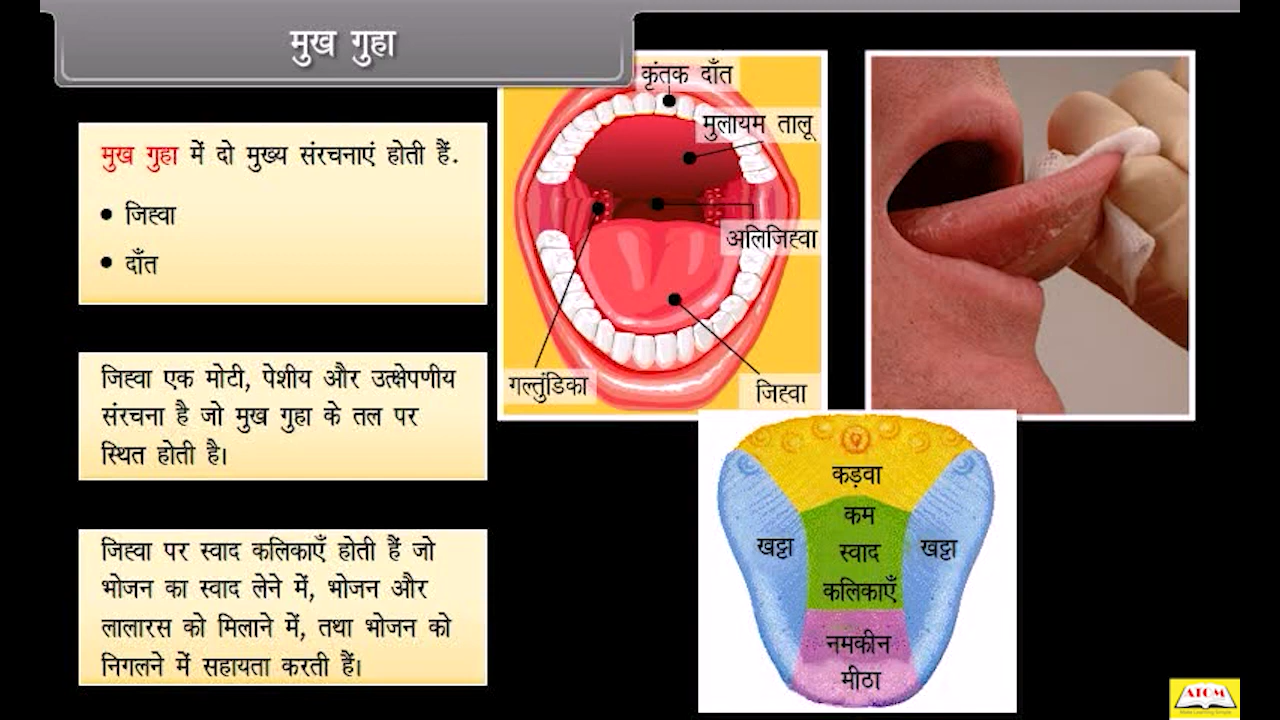 मुख गुहा
मुख गुहा में दो मुख्य संरचनाएं होती हैं.
• जिह्वा
• दाँत
जिह्वा एक मोटी, पेशीय और उत्क्षेपणीय
संरचना है जो मुख गुहा के तल पर
स्थित होती है।
जिह्वा पर स्वाद कलिकाएँ होती हैं जो
भोजन का स्वाद लेने में, भोजन और
लालारस को मिलाने में, तथा भोजन को
निगलने में सहायता करती हैं।
कृंतक दाँत
मुलायम तालू
अलिजिह्वा
गलतुंडिका
जिह्वा
कड़वा
कम
स्वाद
कलिकाएँ
खट्टा
खट्टा
नमकीन
मीठा
ATOM